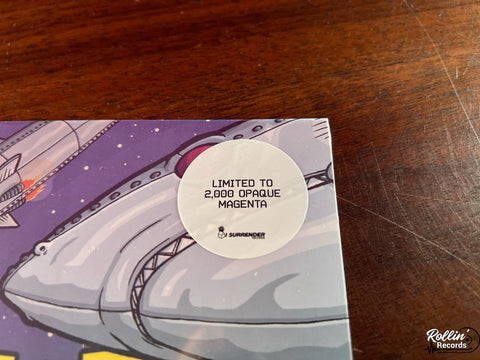 LIMITED TO
2,000 OPAQUE
MAGENTA
I SURRENDER
Rollin'
Records